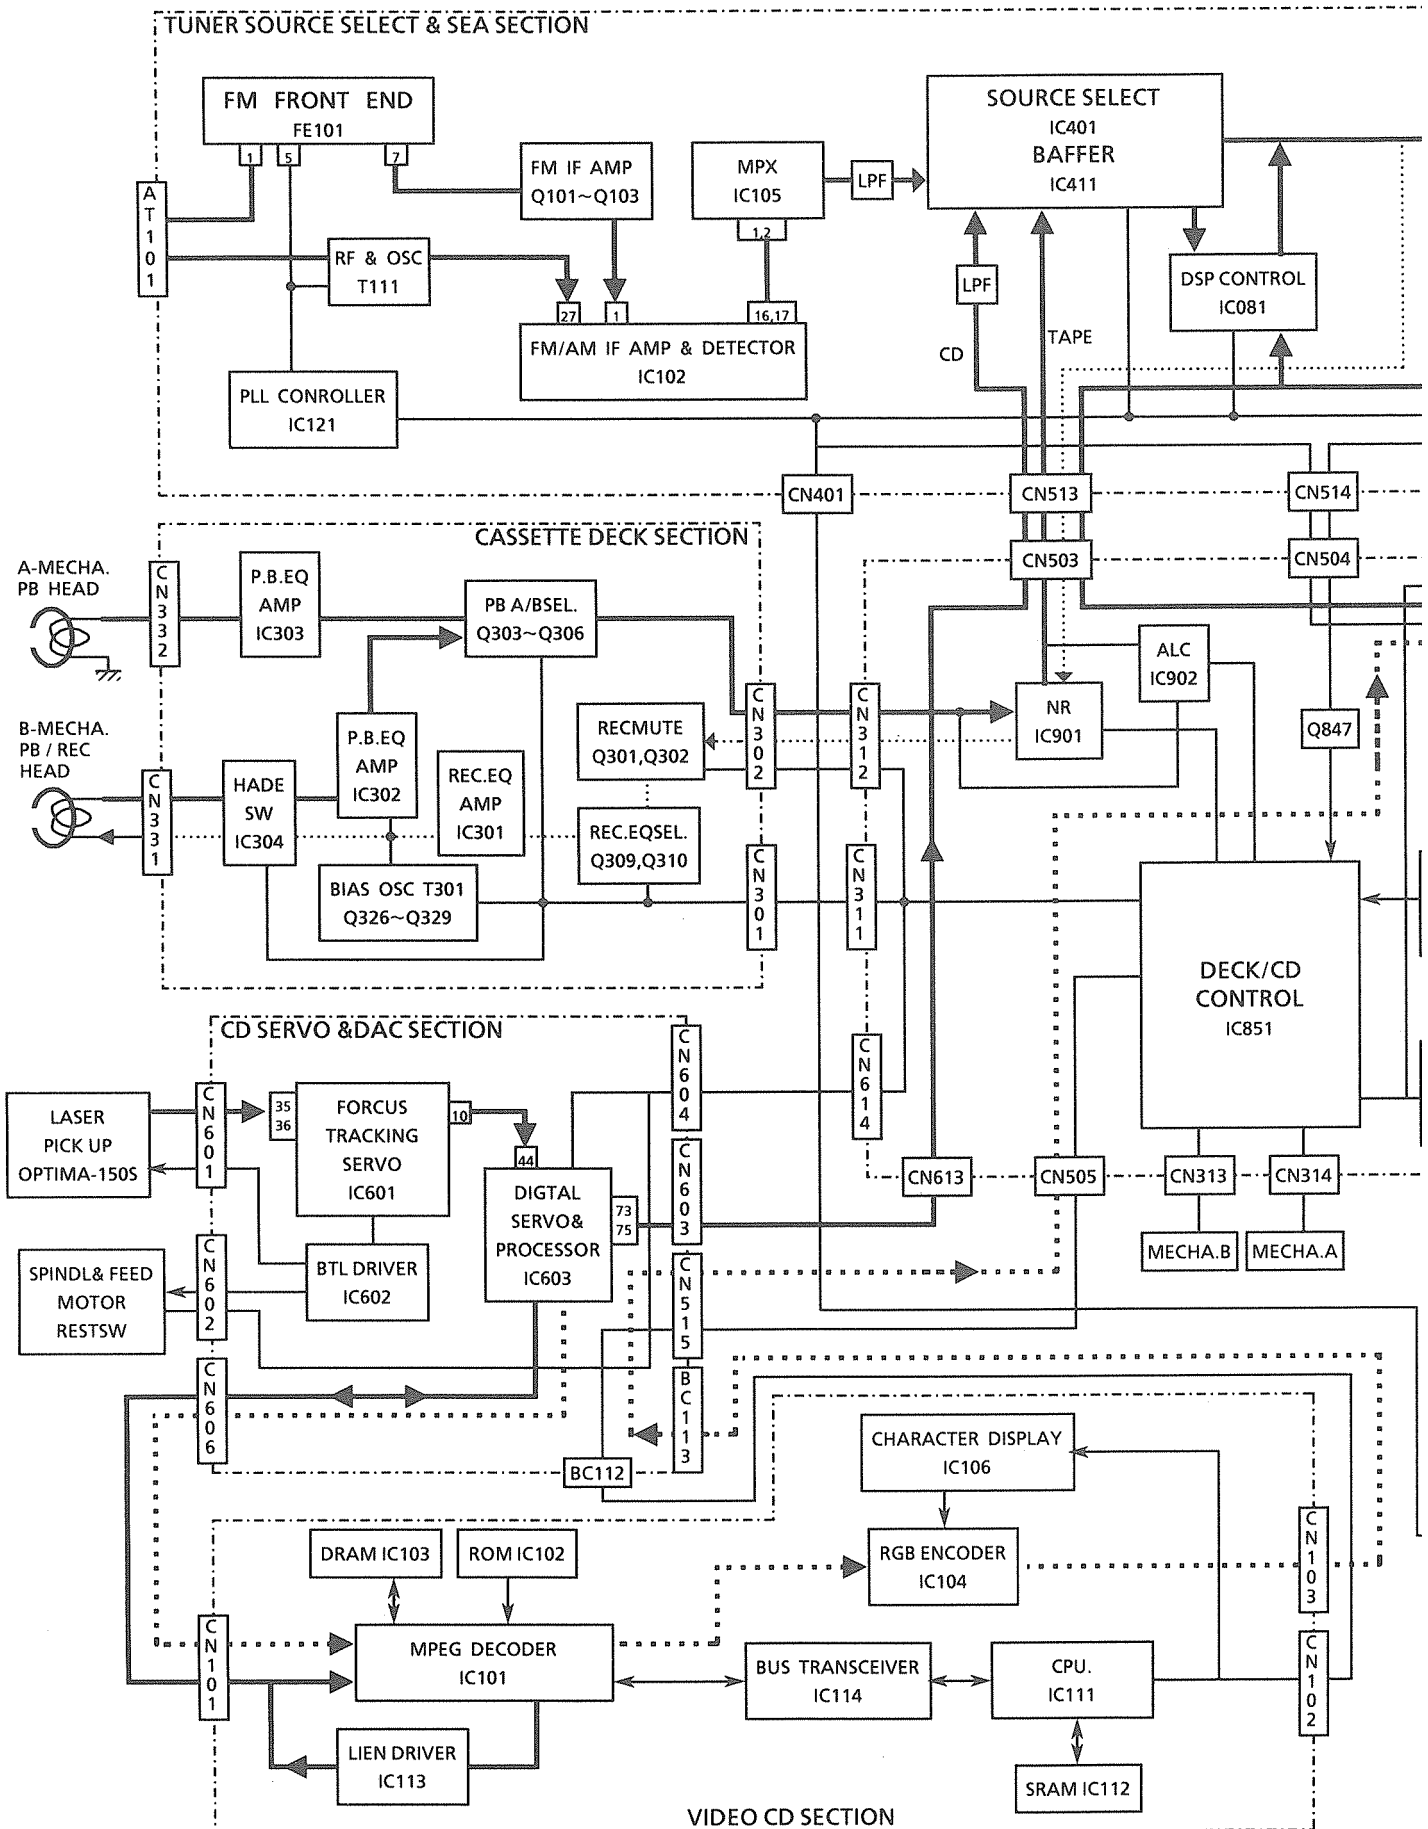 TUNER SOURCE SELECT & SEA SECTION
FM FRONT END
FE101
1
5
7
AT101
FM IF AMP
Q101~Q103
MPX
IC105
1,2
LPF
SOURCE SELECT
IC401
BAFFER
IC411
RF & OSC
T111
27
1
16,17
FM/AM IF AMP & DETECTOR
IC102
LPF
CD
TAPE
DSP CONTROL
IC081
PLL CONROLLER
IC121
CN401
CN513
CN514
CASSETTE DECK SECTION
CN503
CN504
A-MECHA.
PB HEAD
CN332
P.B.EQ
AMP
IC303
PB A/BSEL.
Q303~Q306
ALC
IC902
B-MECHA.
PB / REC
HEAD
CN331
HADE
SW
IC304
P.B.EQ
AMP
IC302
REC.EQ
AMP
IC301
RECMUTE
Q301,Q302
REC.EQSEL.
Q309,Q310
BIAS OSC T301
Q326~Q329
CN302
CN301
CN312
CN311
NR
IC901
Q847
DECK/CD
CONTROL
IC851
CD SERVO &DAC SECTION
LASER
PICK UP
OPTIMA-150S
CN601
35
36
FORCUS
TRACKING
SERVO
IC601
10
44
DIGTAL
SERVO&
PROCESSOR
IC603
73
75
CN604
CN603
CN614
CN613
CN505
CN313
CN314
MECHA.B
MECHA.A
SPINDL& FEED
MOTOR
RESTSW
CN602
BTL DRIVER
IC602
CN515
CN606
BC113
BC112
CHARACTER DISPLAY
IC106
RGB ENCODER
IC104
CN103
DRAM IC103
ROM IC102
CN101
MPEG DECODER
IC101
BUS TRANSCEIVER
IC114
CPU.
IC111
CN102
LIEN DRIVER
IC113
SRAM IC112
VIDEO CD SECTION